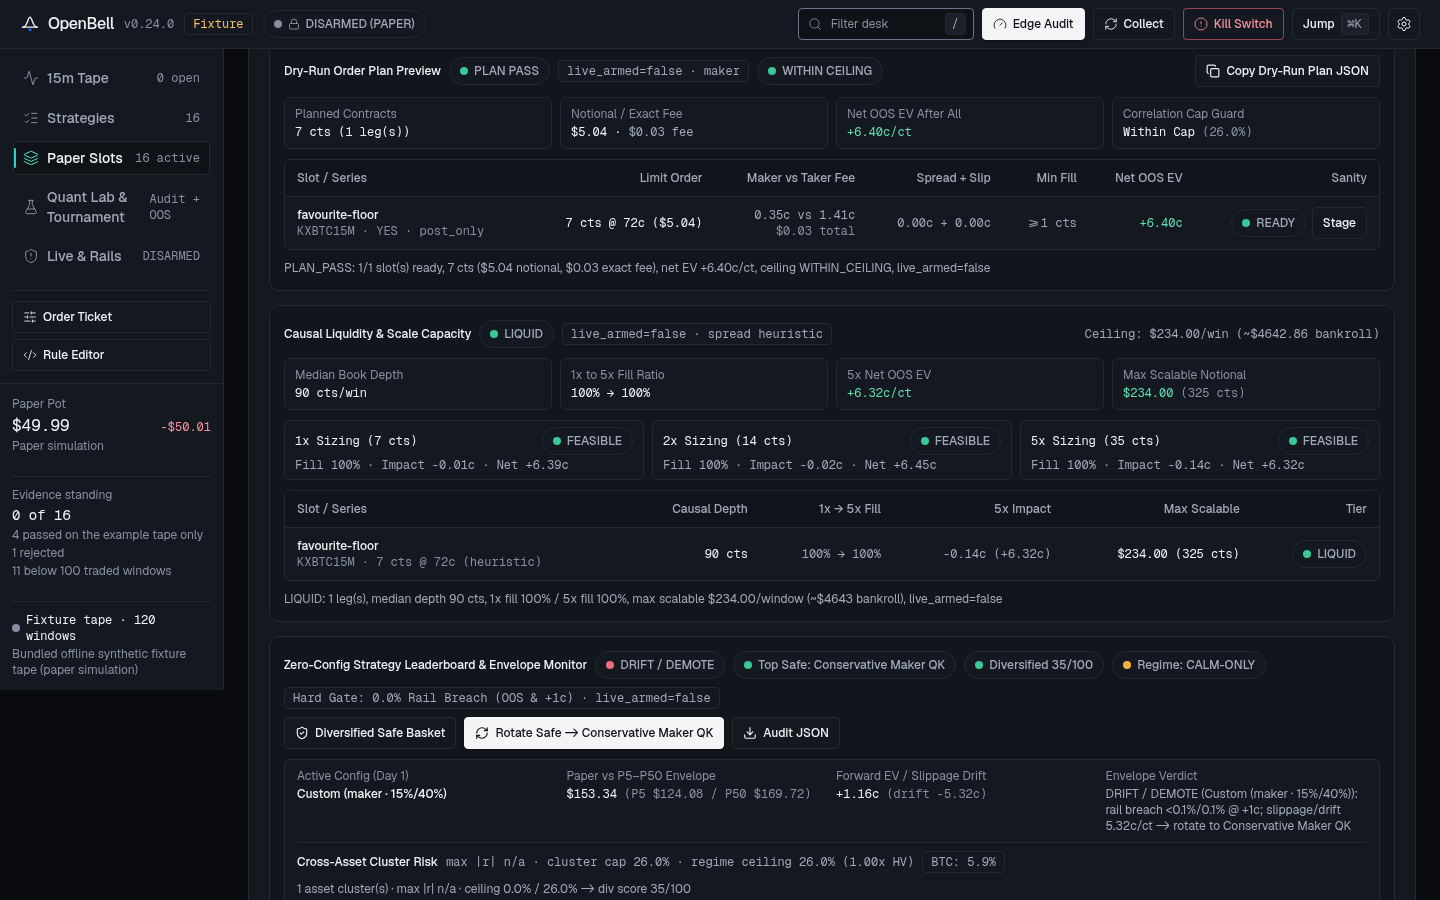 OpenBell v0.24.0 Fixture DISARMED (PAPER) Filter desk / Edge Audit Collect Kill Switch Jump ⌘K
15m Tape 0 open
Strategies 16
Paper Slots 16 active
Quant Lab & Tournament Audit + OOS
Live & Rails DISARMED
Order Ticket
Rule Editor
Paper Pot
$49.99 -$50.01
Paper simulation
Evidence standing
0 of 16
4 passed on the example tape only
1 rejected
11 below 100 traded windows
Fixture tape · 120
windows
Bundled offline synthetic fixture
tape (paper simulation)
Dry-Run Order Plan Preview PLAN PASS live_armed=false · maker WITHIN CEILING Copy Dry-Run Plan JSON
Planned Contracts
7 cts (1 leg(s))
Notional / Exact Fee
$5.04 · $0.03 fee
Net OOS EV After All
+6.40c/ct
Correlation Cap Guard
Within Cap (26.0%)
Slot / Series Limit Order Maker vs Taker Fee Spread + Slip Min Fill Net OOS EV Sanity
favourite-floor 7 cts @ 72c ($5.04) 0.35c vs 1.41c 0.00c + 0.00c ≥1 cts +6.40c READY Stage
KXBTC15M · YES · post_only $0.03 total
PLAN_PASS: 1/1 slot(s) ready, 7 cts ($5.04 notional, $0.03 exact fee), net EV +6.40c/ct, ceiling WITHIN_CEILING, live_armed=false
Causal Liquidity & Scale Capacity LIQUID live_armed=false · spread heuristic Ceiling: $234.00/win (~$4642.86 bankroll)
Median Book Depth
90 cts/win
1x to 5x Fill Ratio
100% → 100%
5x Net OOS EV
+6.32c/ct
Max Scalable Notional
$234.00 (325 cts)
1x Sizing (7 cts) FEASIBLE
Fill 100% · Impact -0.01c · Net +6.39c
2x Sizing (14 cts) FEASIBLE
Fill 100% · Impact -0.02c · Net +6.45c
5x Sizing (35 cts) FEASIBLE
Fill 100% · Impact -0.14c · Net +6.32c
Slot / Series Causal Depth 1x → 5x Fill 5x Impact Max Scalable Tier
favourite-floor 90 cts 100% → 100% -0.14c (+6.32c) $234.00 (325 cts) LIQUID
KXBTC15M · 7 cts @ 72c (heuristic)
LIQUID: 1 leg(s), median depth 90 cts, 1x fill 100% / 5x fill 100%, max scalable $234.00/window (~$4643 bankroll), live_armed=false
Zero-Config Strategy Leaderboard & Envelope Monitor DRIFT / DEMOTE Top Safe: Conservative Maker QK Diversified 35/100 Regime: CALM-ONLY
Hard Gate: 0.0% Rail Breach (OOS & +1c) · live_armed=false
Diversified Safe Basket Rotate Safe → Conservative Maker QK Audit JSON
Active Config (Day 1)
Custom (maker · 15%/40%)
Paper vs P5–P50 Envelope
$153.34 (P5 $124.08 / P50 $169.72)
Forward EV / Slippage Drift
+1.16c (drift -5.32c)
Envelope Verdict
DRIFT / DEMOTE (Custom (maker · 15%/40%)):
rail breach <0.1%/0.1% @ +1c; slippage/drift
5.32c/ct → rotate to Conservative Maker QK
Cross-Asset Cluster Risk max |r| n/a · cluster cap 26.0% · regime ceiling 26.0% (1.00x HV) BTC: 5.9%
1 asset cluster(s) · max |r| n/a · ceiling 0.0% / 26.0% → div score 35/100